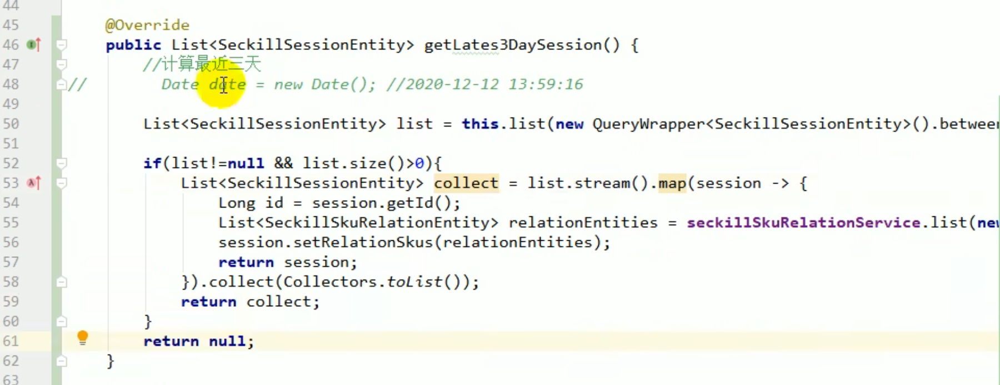 44
45 @Override
46 public List<SeckillSessionEntity> getLates3DaySession() {
47 //计算最近三天
48 // Date date = new Date(); //2020-12-12 13:59:16
49
50 List<SeckillSessionEntity> list = this.list(new QueryWrapper<SeckillSessionEntity>().between
51
52 if(list!=null && list.size()>0){
53 List<SeckillSessionEntity> collect = list.stream().map(session -> {
54 Long id = session.getId();
55 List<SeckillSkuRelationEntity> relationEntities = seckillSkuRelationService.list(new
56 session.setRelationSkus(relationEntities);
57 return session;
58 }).collect(Collectors.toList());
59 return collect;
60 }
61 return null;
62 }
63